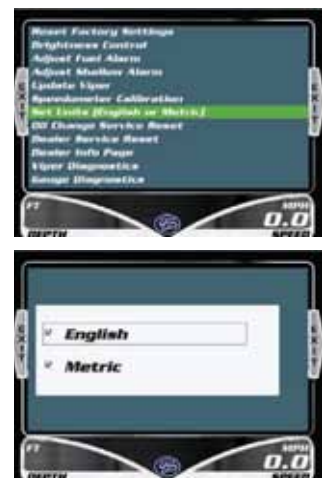 Reset Factory Settings
Brightness Control
Adjust Fuel Alarm
Adjust Shallow Alarm
Update Viper
Speedometer Calibration
Set Units [English or Metric]
Oil Change Service Reset
Dealer Service Reset
Dealer Info Page
Viper Diagnostics
Gauge Diagnostics
EXIT
EXIT
FT
MPH
0.0
DEPTH
SPEED
English
Metric
EXIT
EXIT
FT
MPH
0.0
DEPTH
SPEED